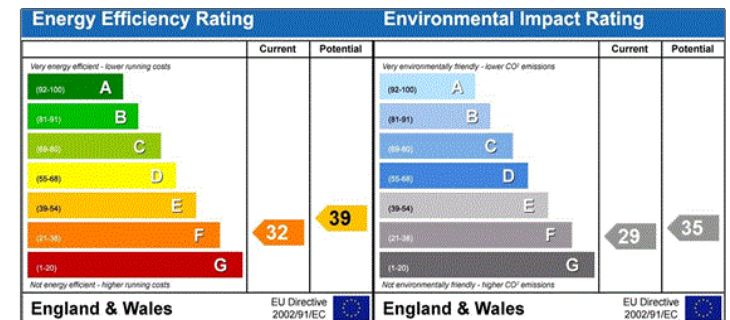 Energy Efficiency Rating
Current Potential
Very energy efficient - lower running costs
(92-100) A
(81-91) B
(69-80) C
(55-68) D
(39-54) E
(21-38) F
(1-20) G
32
39
Not energy efficient - higher running costs
England & Wales
EU Directive
2002/91/EC
Environmental Impact Rating
Current Potential
Very environmentally friendly - lower CO² emissions
(92-100) A
(81-91) B
(69-80) C
(55-68) D
(39-54) E
(21-38) F
(1-20) G
29
35
Not environmentally friendly - higher CO² emissions
England & Wales
EU Directive
2002/91/EC